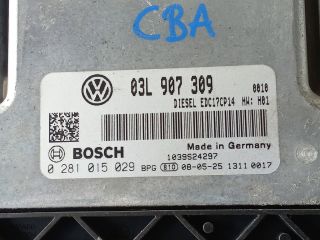 CBA
03L 907 309 0010
DIESEL EDC17CP14 HW: H01
Made in Germany
BOSCH 1039S24297
0 281 015 029 BPG 810 08-05-25 1311 0017